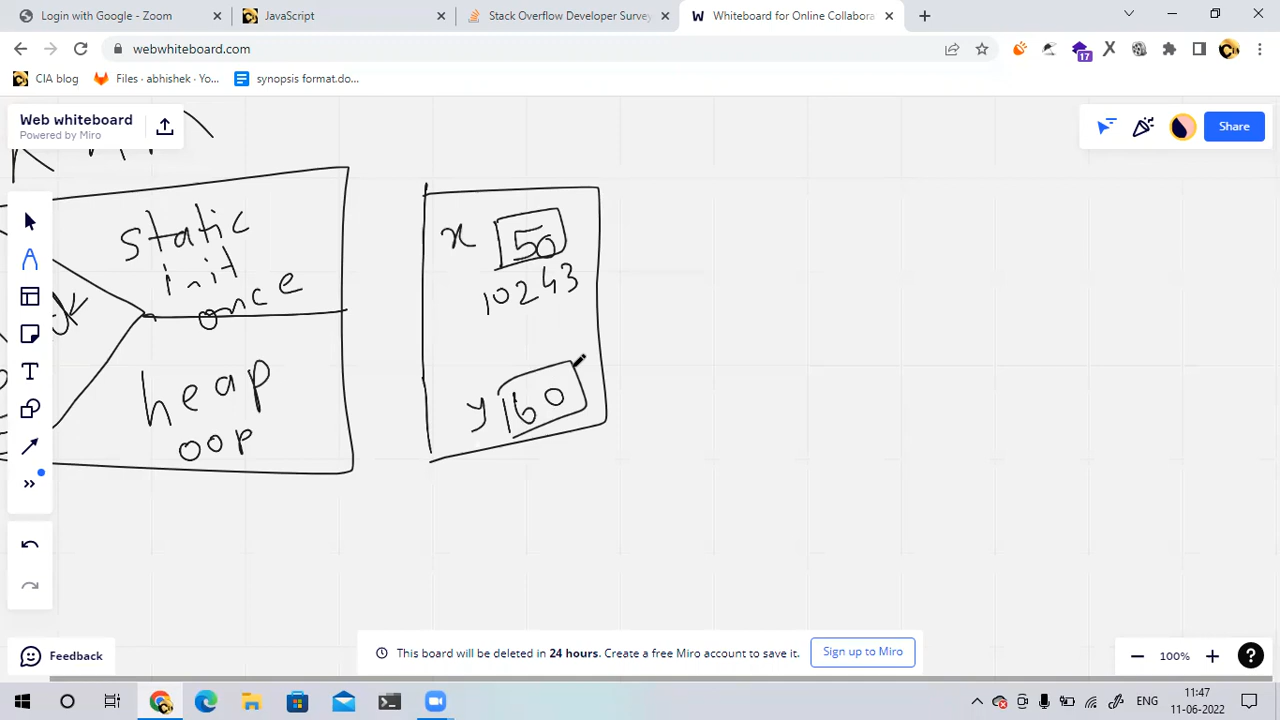 Login with Google - Zoom
JavaScript
Stack Overflow Developer Survey
Whiteboard for Online Collabora
webwhiteboard.com
17
CIA blog
Files · abhishek · Yo...
synopsis format.do...
Web whiteboard
Powered by Miro
Share
static
init
once
heap
oop
x 50
10243
y 160
T
Feedback
This board will be deleted in 24 hours. Create a free Miro account to save it.
Sign up to Miro
100%
?
ENG
11:47
11-06-2022